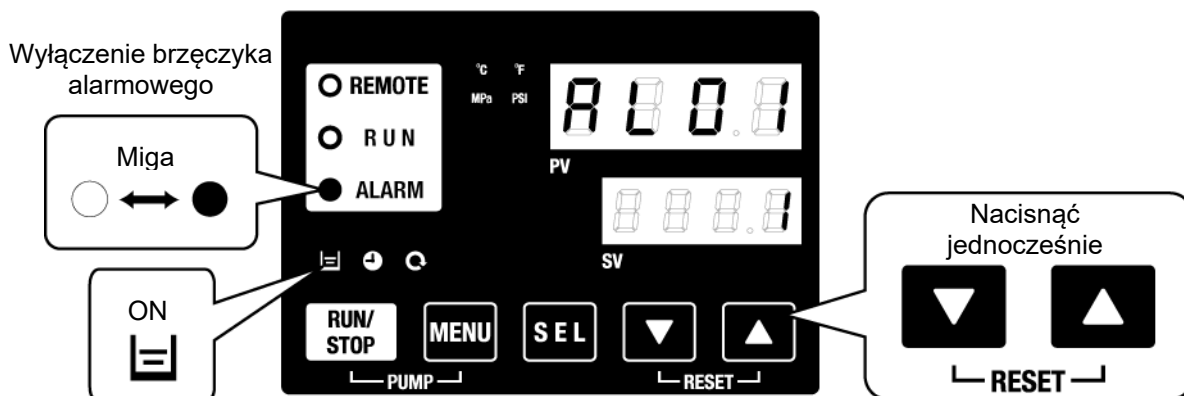 Wyłączenie brzęczyka
alarmowego
Miga
ON
REMOTE
RUN
ALARM
°C °F
MPa PSI
AL01
PV
1
SV
RUN/
STOP
MENU
SEL
PUMP
RESET
Nacisnąć
jednocześnie
RESET